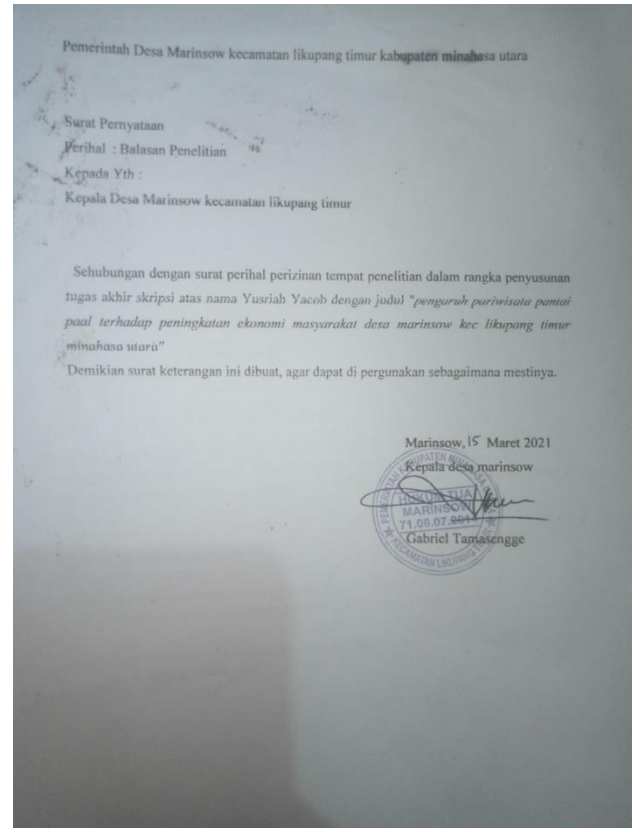 Pemerintah Desa Marinsow kecamatan likupang timur kabupaten minahasa utara
Surat Pernyataan
Perihal : Balasan Penelitian
Kepada Yth :
Kepala Desa Marinsow kecamatan likupang timur
Sehubungan dengan surat perihal perizinan tempat penelitian dalam rangka penyusunan
tugas akhir skripsi atas nama Yusriah Yacob dengan judul "pengaruh pariwisata pantai
paal terhadap peningkatan ekonomi masyarakat desa marinsow kec likupang timur
minahasa utara"
Demikian surat keterangan ini dibuat, agar dapat di pergunakan sebagaimana mestinya.
Marinsow, 15 Maret 2021
Kepala desa marinsow
HUKUM TUA
MARINSOW
71.06.07.
KECAMATAN LIKUPANG TIMUR
Gabriel Tamasengge